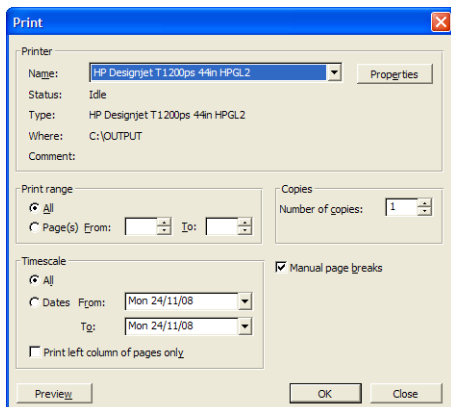 Print
Printer
Name: HP Designjet T1200ps 44in HPGL2 Properties
Status: Idle
Type: HP Designjet T1200ps 44in HPGL2
Where: C:\OUTPUT
Comment:
Print range
All
Page(s) From: To:
Copies
Number of copies: 1
Timescale
All
Dates From: Mon 24/11/08
To: Mon 24/11/08
Print left column of pages only
Manual page breaks
Preview OK Close